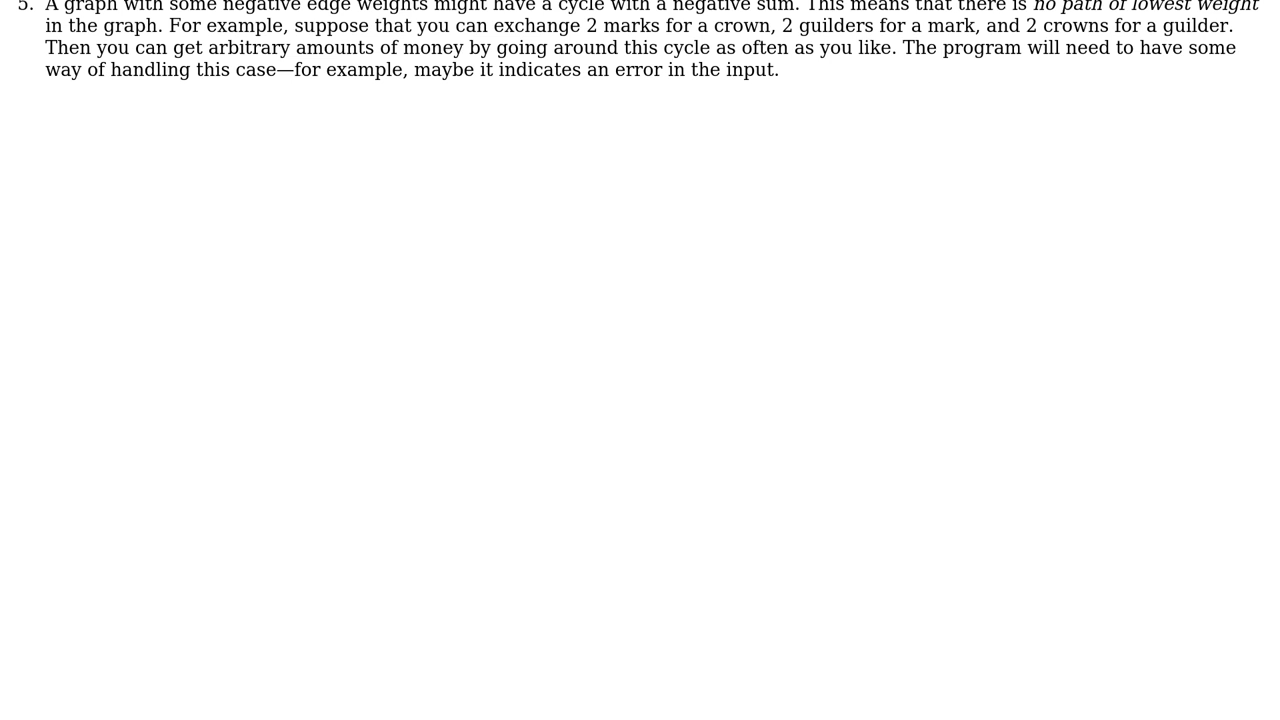 5. A graph with some negative edge weights might have a cycle with a negative sum. This means that there is no path of lowest weight
in the graph. For example, suppose that you can exchange 2 marks for a crown, 2 guilders for a mark, and 2 crowns for a guilder.
Then you can get arbitrary amounts of money by going around this cycle as often as you like. The program will need to have some
way of handling this case—for example, maybe it indicates an error in the input.